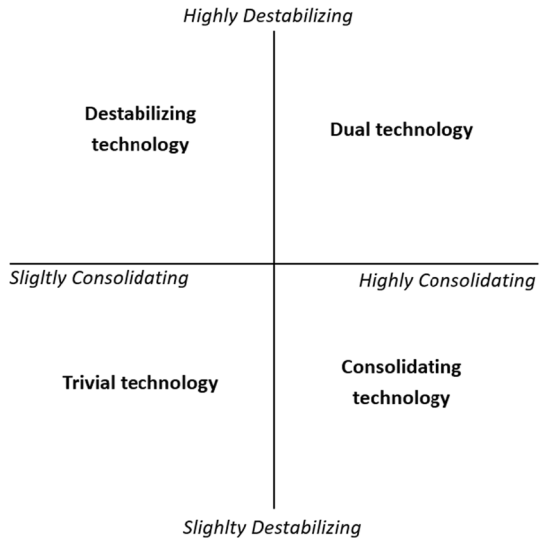 Highly Destabilizing
Destabilizing
technology
Dual technology
Sligltly Consolidating
Highly Consolidating
Trivial technology
Consolidating
technology
Slighlty Destabilizing